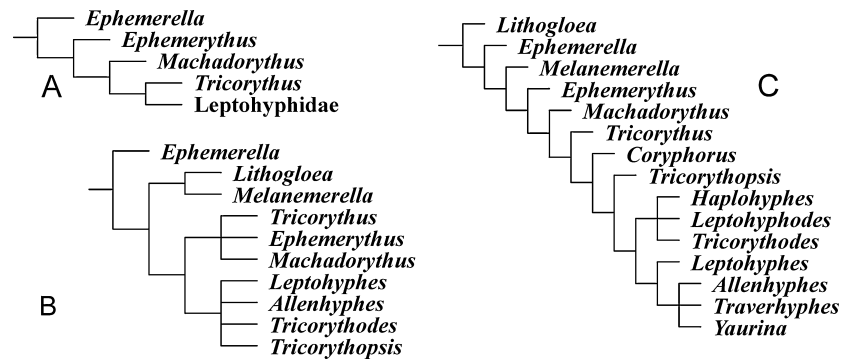 Ephemerella
Ephemerythus
Machadorythus
Tricorythus
Leptohyphidae
A
Ephemerella
Lithogloea
Melanemerella
Tricorythus
Ephemerythus
Machadorythus
Leptohyphes
Allenhyphes
Tricorythodes
Tricorythopsis
B
Lithogloea
Ephemerella
Melanemerella
Ephemerythus
Machadorythus
Tricorythus
Coryphorus
Tricorythopsis
Haplohyphes
Leptohyphodes
Tricorythodes
Leptohyphes
Allenhyphes
Traverhyphes
Yaurina
C